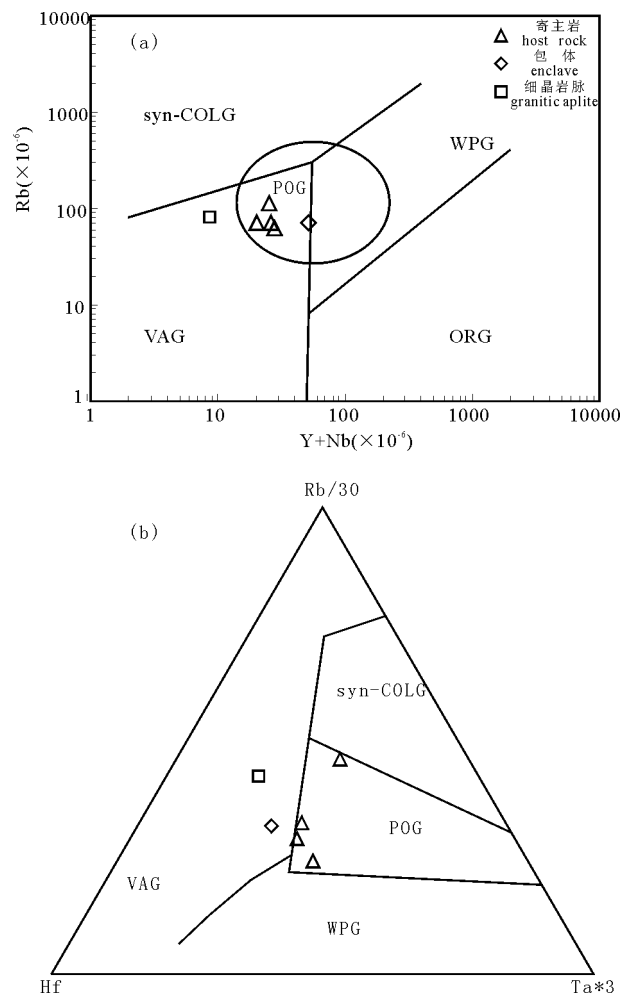 (a)
寄主岩
host rock
包 体
enclave
细晶岩脉
granitic aplite
10000
1000
100
10
1
Rb(×10⁻⁶)
syn-COLG
WPG
POG
VAG
ORG
1 10 100 1000 10000
Y+Nb(×10⁻⁶)
Rb/30
(b)
syn-COLG
POG
VAG
WPG
Hf
Ta*3